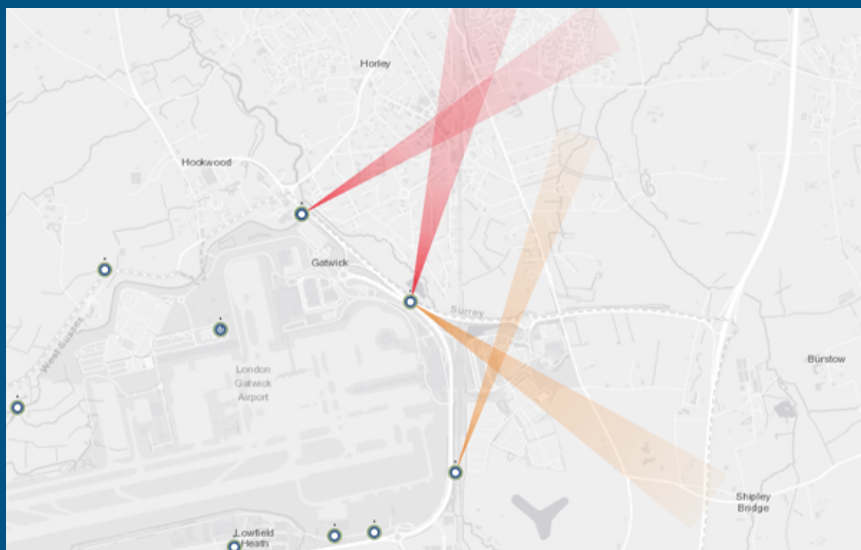 Horley
Hookwood
Gatwick
Surrey
West Sussex
London
Gatwick
Airport
Burstow
Shipley
Bridge
Lowfield
Heath